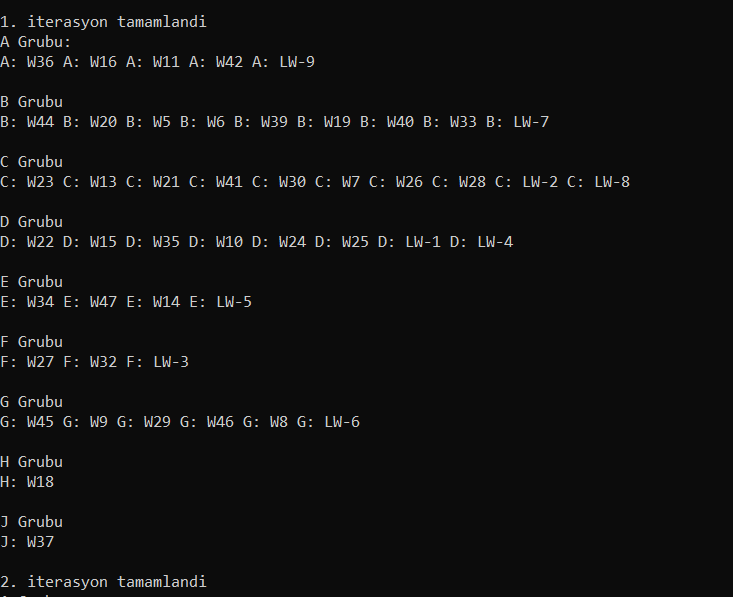 1. iterasyon tamamlandi
A Grubu:
A: W36 A: W16 A: W11 A: W42 A: LW-9
B Grubu
B: W44 B: W20 B: W5 B: W6 B: W39 B: W19 B: W40 B: W33 B: LW-7
C Grubu
C: W23 C: W13 C: W21 C: W41 C: W30 C: W7 C: W26 C: W28 C: LW-2 C: LW-8
D Grubu
D: W22 D: W15 D: W35 D: W10 D: W24 D: W25 D: LW-1 D: LW-4
E Grubu
E: W34 E: W47 E: W14 E: LW-5
F Grubu
F: W27 F: W32 F: LW-3
G Grubu
G: W45 G: W9 G: W29 G: W46 G: W8 G: LW-6
H Grubu
H: W18
J Grubu
J: W37
2. iterasyon tamamlandi